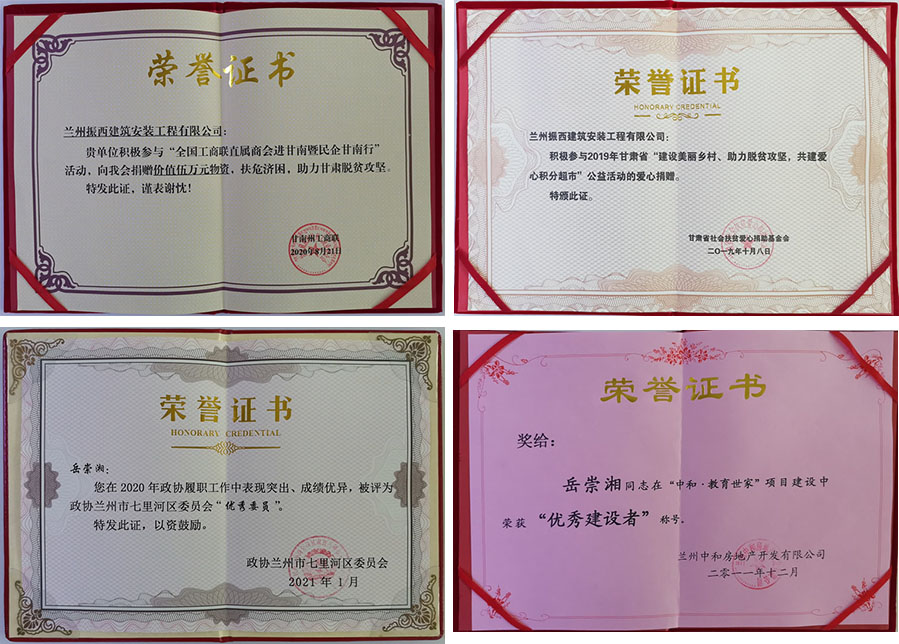 荣誉证书
兰州振西建筑安装工程有限公司：
贵单位积极参与“全国工商联直属商会进甘南暨民企甘南行”
活动，向我会捐赠价值伍万元物资，扶危济困，助力甘肃脱贫攻坚。
特发此证，谨表谢忱！
甘南州工商联
2020年8月21日
荣誉证书
HONORARY CREDENTIAL
兰州振西建筑安装工程有限公司：
积极参与2019年甘肃省“建设美丽乡村、助力脱贫攻坚，共建爱
心积分超市”公益活动的爱心捐赠。
特颁此证。
甘肃省社会扶贫爱心捐助基金会
二〇一九年十月八日
荣誉证书
HONORARY CREDENTIAL
岳崇湘：
您在 2020 年政协履职工作中表现突出、成绩优异，被评为
政协兰州市七里河区委员会“优秀委员”。
特发此证，以资鼓励。
政协兰州市七里河区委员会
2021 年 1 月
荣誉证书
奖给：
岳崇湘同志在“中和·教育世家”项目建设中
荣获“优秀建设者”称号。
兰州中和房地产开发有限公司
二零一一年十二月